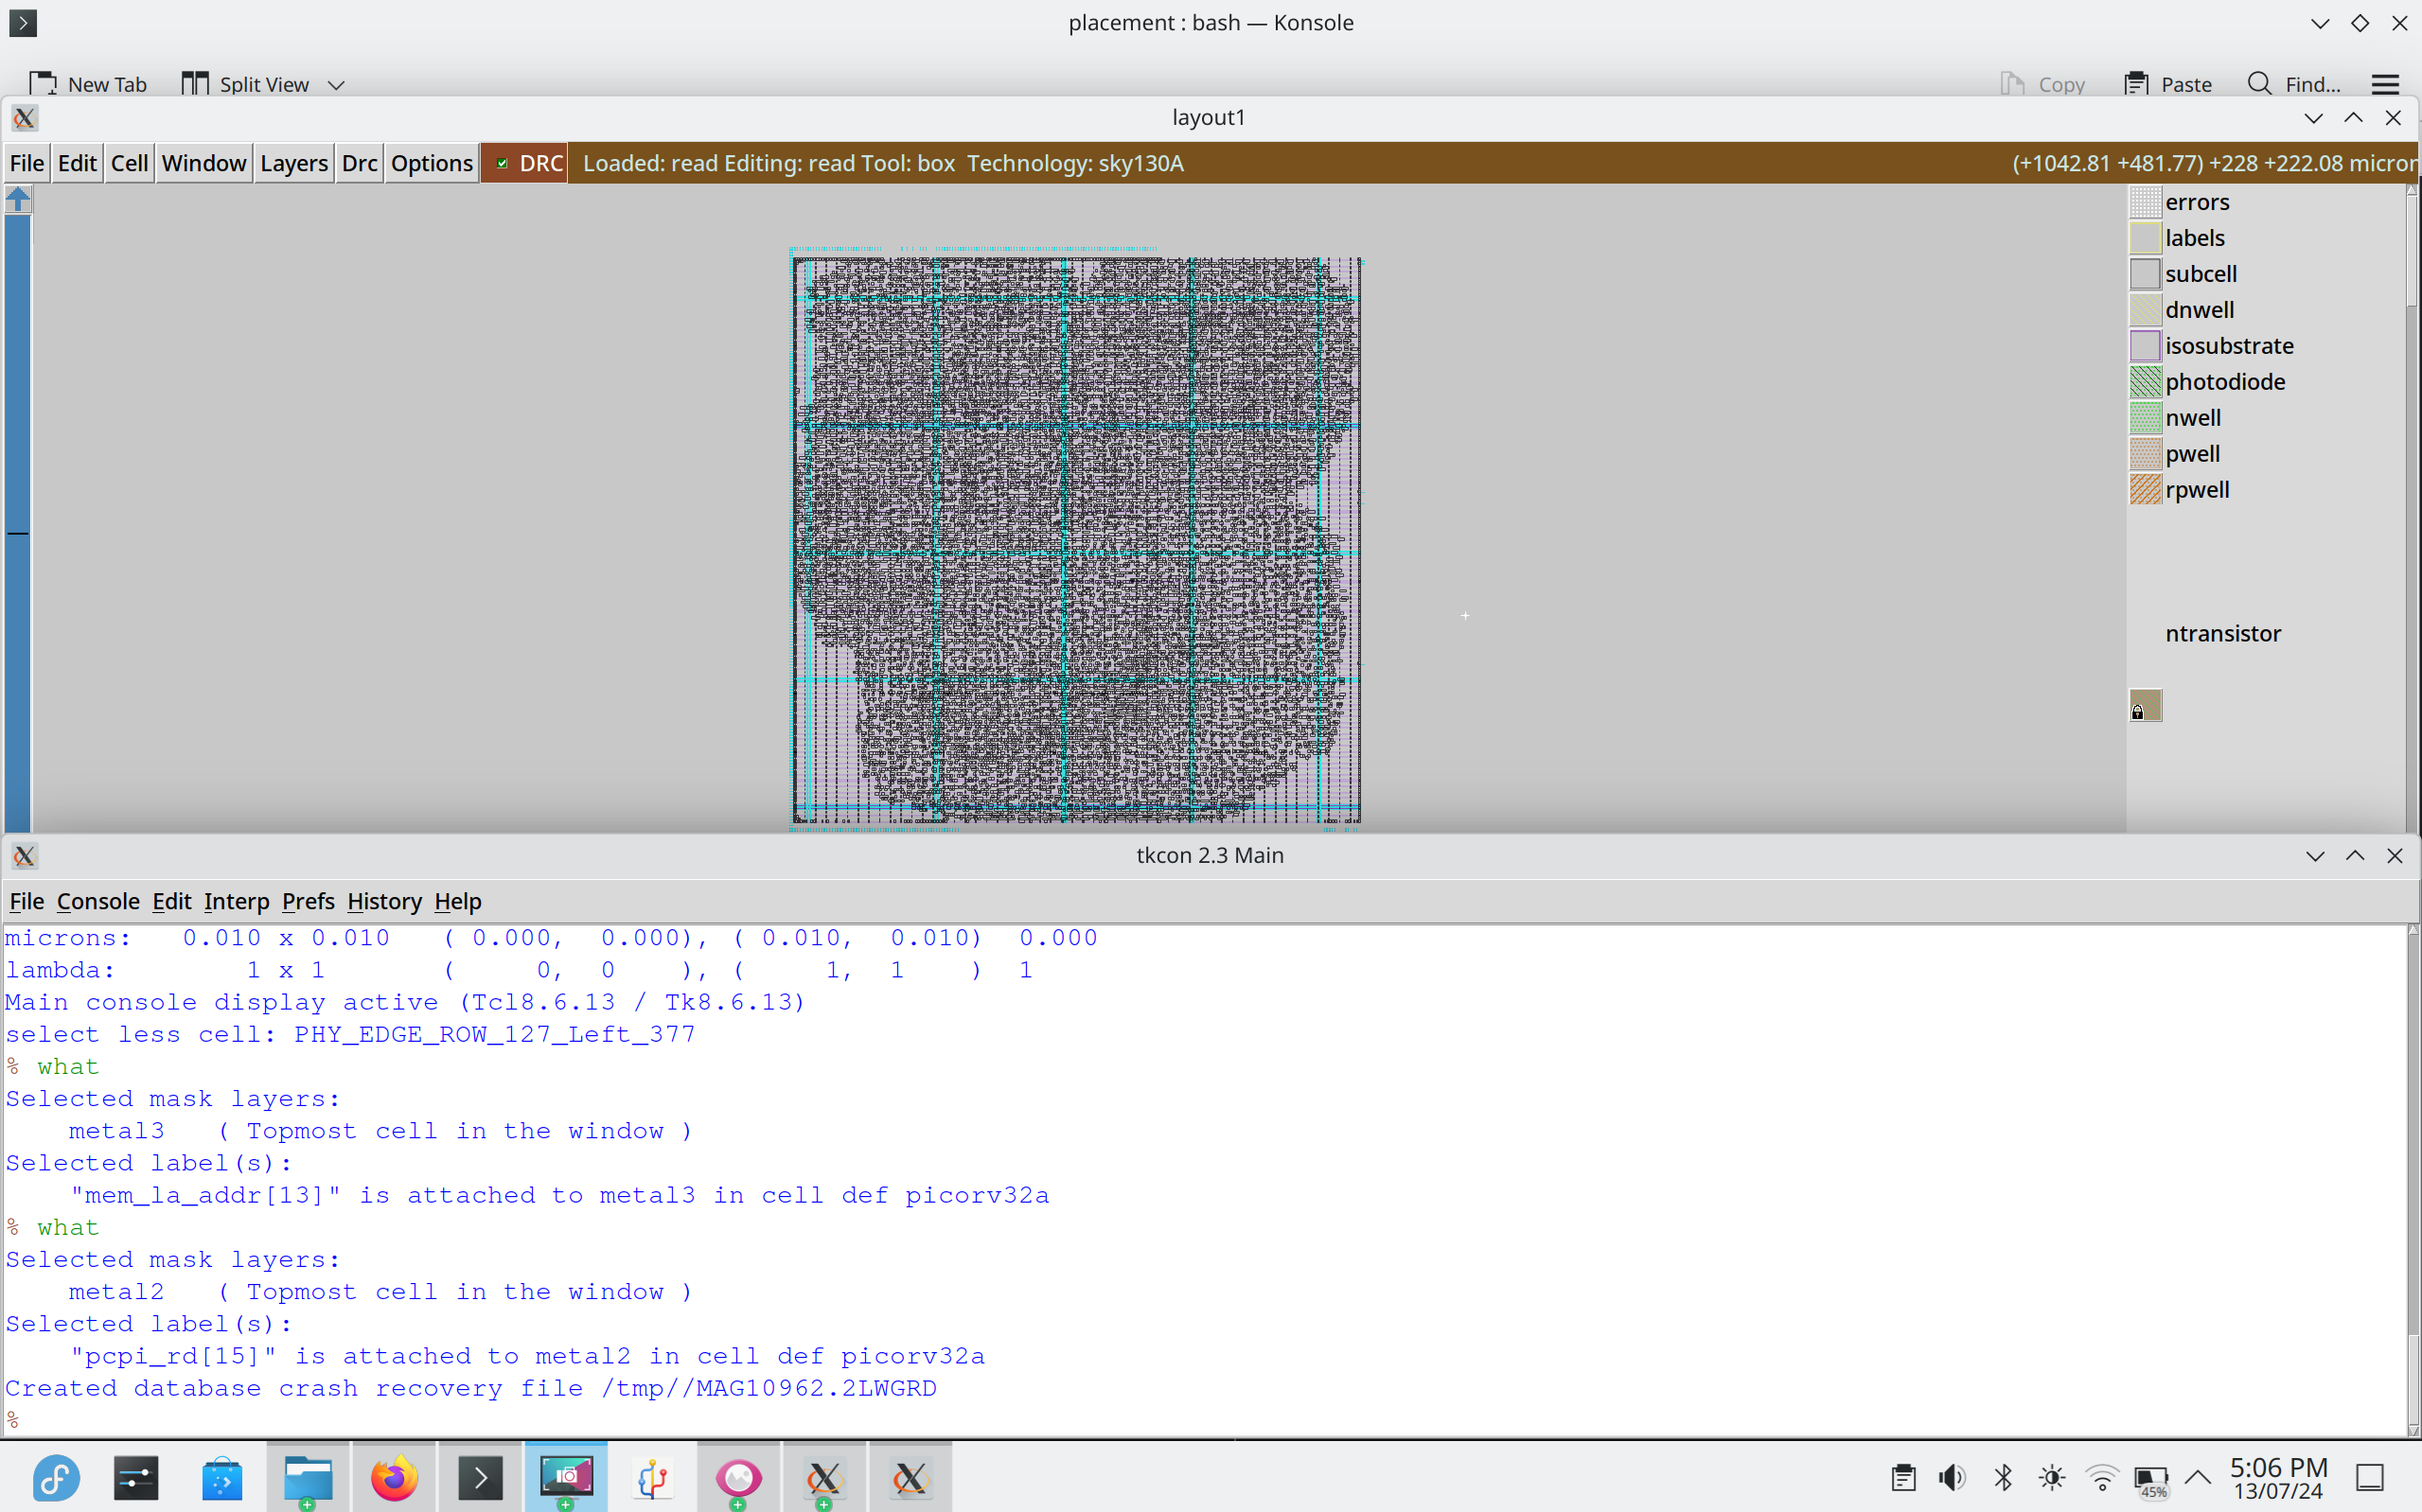 placement : bash — Konsole
New Tab Split View Copy Paste Find...
layout1
File Edit Cell Window Layers Drc Options DRC Loaded: read Editing: read Tool: box Technology: sky130A (+1042.81 +481.77) +228 +222.08 micron
errors
labels
subcell
dnwell
isosubstrate
photodiode
nwell
pwell
rpwell
ntransistor
tkcon 2.3 Main
File Console Edit Interp Prefs History Help
microns: 0.010 x 0.010 ( 0.000, 0.000), ( 0.010, 0.010) 0.000
lambda: 1 x 1 ( 0, 0 ), ( 1, 1 ) 1
Main console display active (Tcl8.6.13 / Tk8.6.13)
select less cell: PHY_EDGE_ROW_127_Left_377
% what
Selected mask layers:
metal3 ( Topmost cell in the window )
Selected label(s):
"mem_la_addr[13]" is attached to metal3 in cell def picorv32a
% what
Selected mask layers:
metal2 ( Topmost cell in the window )
Selected label(s):
"pcpi_rd[15]" is attached to metal2 in cell def picorv32a
Created database crash recovery file /tmp//MAG10962.2LWGRD
%
45%
5:06 PM
13/07/24